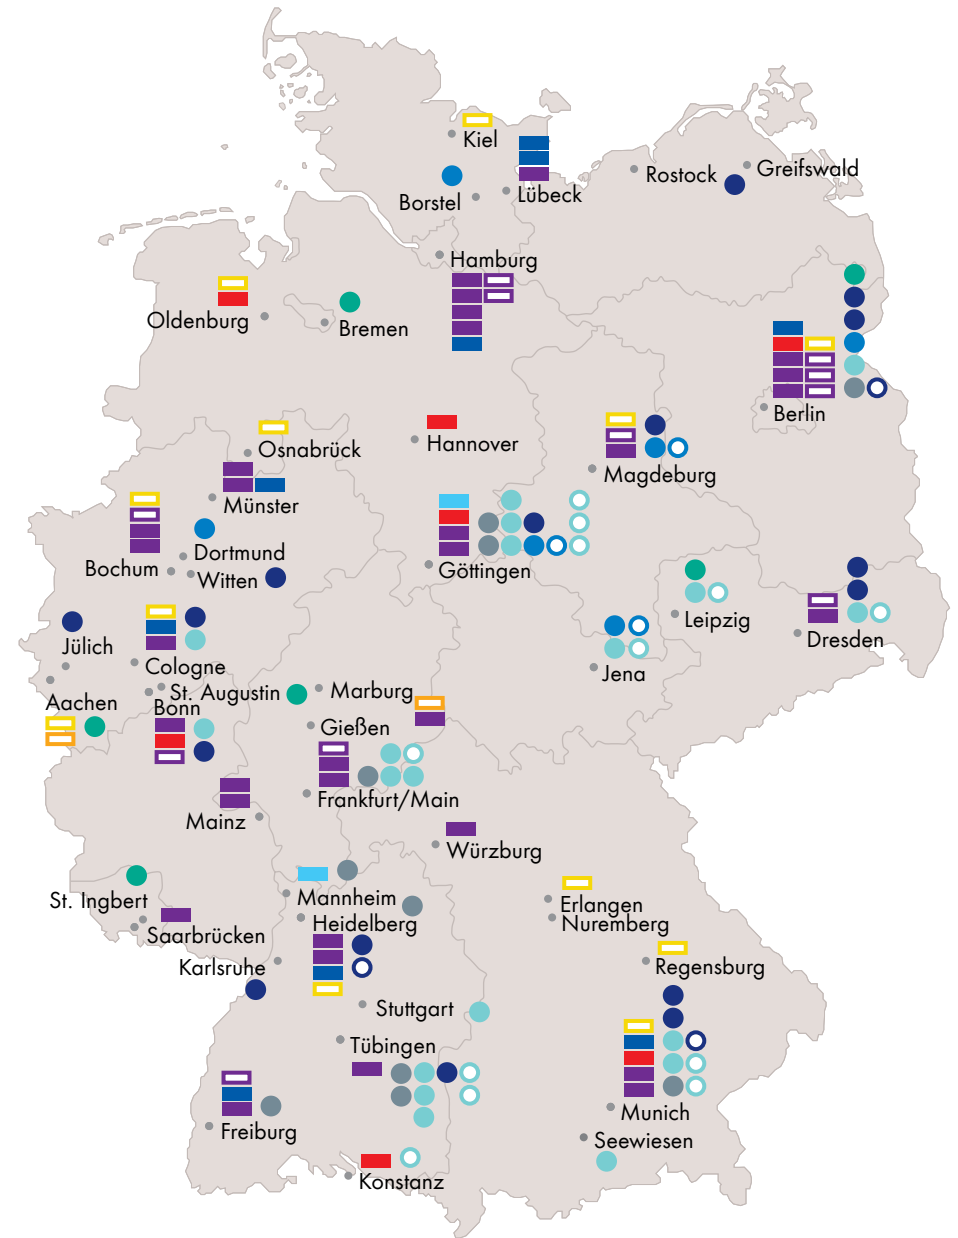 Kiel
Rostock
Greifswald
Borstel
Lübeck
Hamburg
Oldenburg
Bremen
Berlin
Hannover
Osnabrück
Magdeburg
Münster
Dortmund
Bochum
Witten
Göttingen
Leipzig
Dresden
Jülich
Cologne
Jena
St. Augustin
Marburg
Aachen
Bonn
Gießen
Frankfurt/Main
Mainz
Würzburg
St. Ingbert
Mannheim
Erlangen
Heidelberg
Nuremberg
Saarbrücken
Karlsruhe
Regensburg
Stuttgart
Tübingen
Munich
Freiburg
Seewiesen
Konstanz